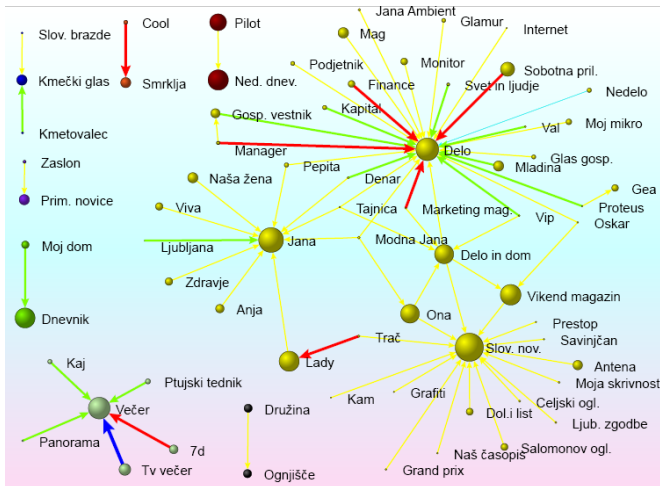 Jana Ambient
Cool
Pilot
Glamur
Internet
Slov. brazde
Mag
Podjetnik
Monitor
Sobotna pril.
Kmečki glas
Smrklja
Ned. dnev.
Finance
Svet in ljudje
Nedelo
Gosp. vestnik
Kapital
Val
Moj mikro
Kmetovalec
Manager
Delo
Glas gosp.
Zaslon
Pepita
Mladina
Naša žena
Denar
Gea
Prim. novice
Viva
Tajnica
Marketing mag.
Vip
Proteus
Oskar
Moj dom
Ljubljana
Jana
Modna Jana
Delo in dom
Zdravje
Vikend magazin
Anja
Dnevnik
Ona
Prestop
Trač
Slov. nov.
Savinjčan
Kaj
Lady
Antena
Ptujski tednik
Moja skrivnost
Kam
Grafiti
Večer
Družina
Celjski ogl.
Dol.i list
Ljub. zgodbe
Panorama
7d
Naš časopis
Salomonov ogl.
Tv večer
Ognjišče
Grand prix